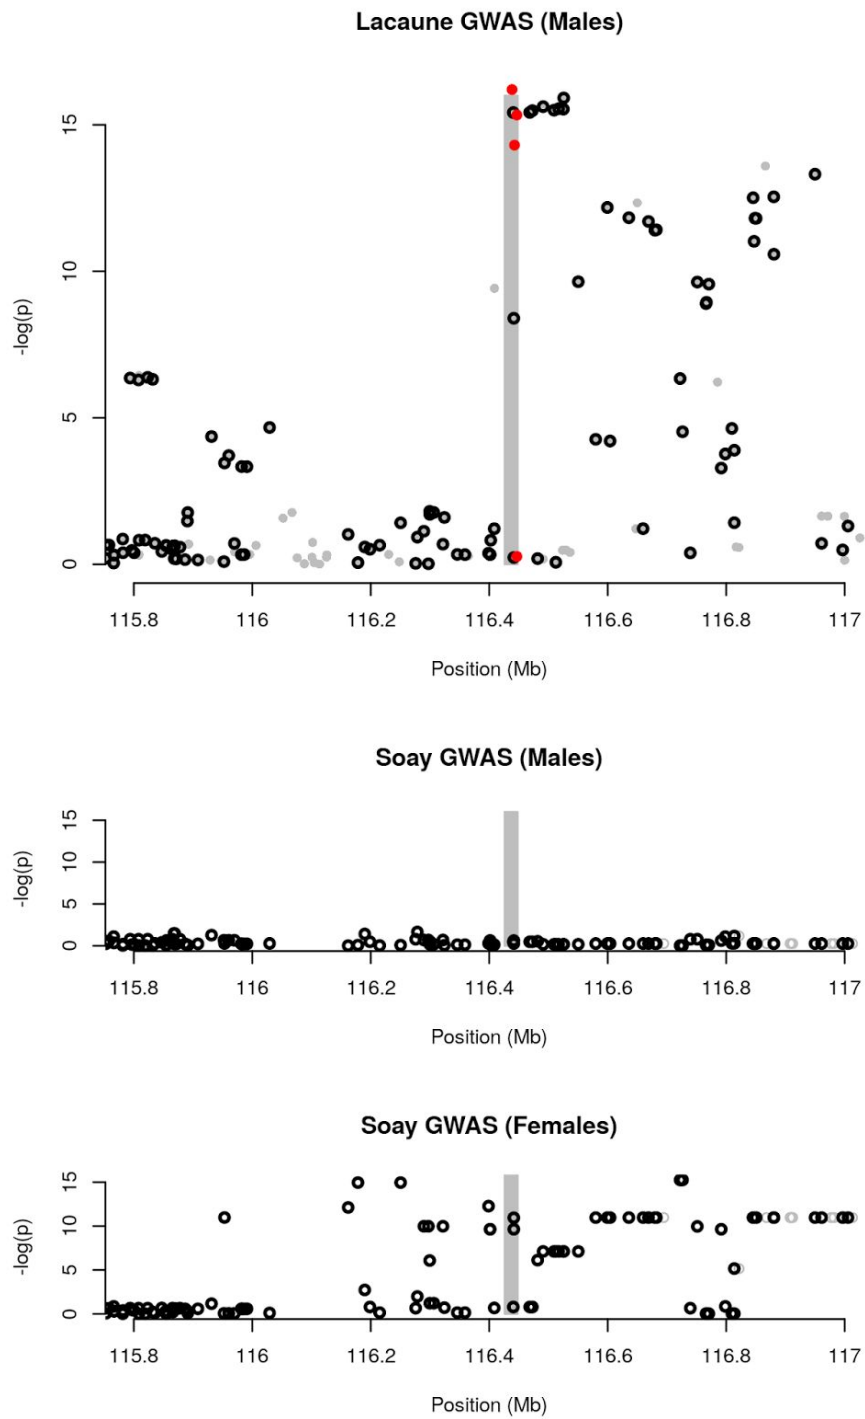 Lacaune GWAS (Males)
15
10
5
0
-log(p)
115.8 116 116.2 116.4 116.6 116.8 117
Position (Mb)
Soay GWAS (Males)
15
10
5
0
-log(p)
115.8 116 116.2 116.4 116.6 116.8 117
Position (Mb)
Soay GWAS (Females)
15
10
5
0
-log(p)
115.8 116 116.2 116.4 116.6 116.8 117
Position (Mb)